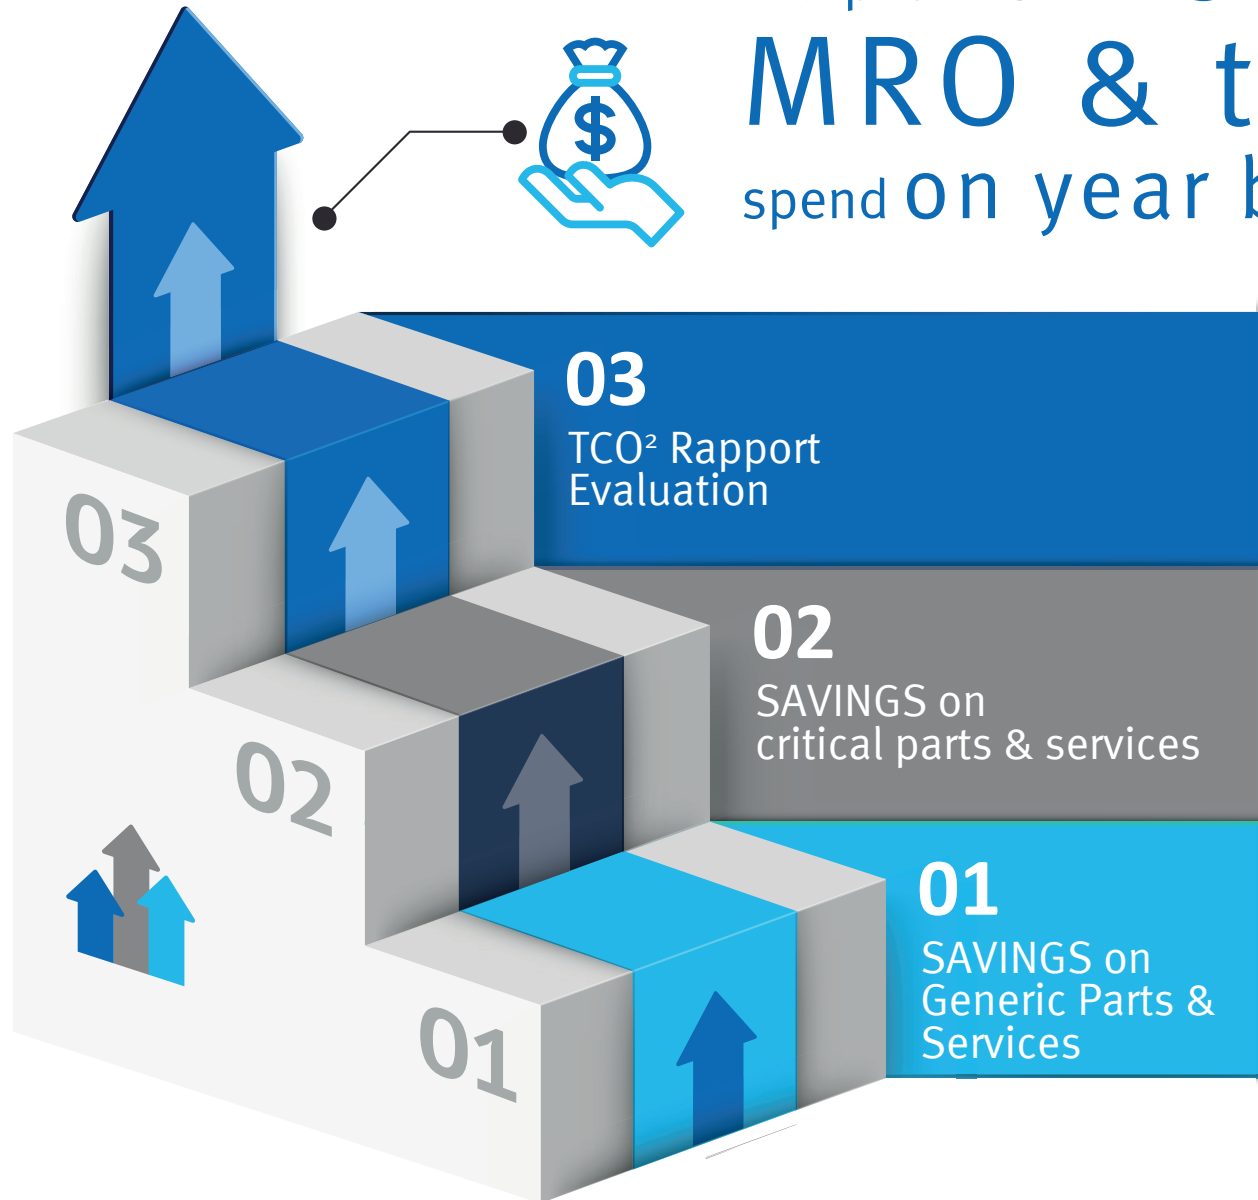 MRO & t
spend on year b
03
TCO² Rapport
Evaluation
03
02
SAVINGS on
critical parts & services
02
01
SAVINGS on
Generic Parts &
Services
01
$